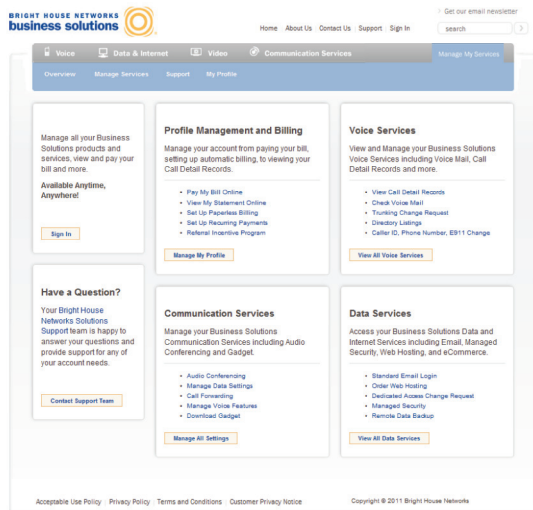 Get our email newsletter
BRIGHT HOUSE NETWORKS
business solutions
Home About Us Contact Us Support Sign In
search
Voice Data & Internet Video Communication Services Manage My Services
Overview Manage Services Support My Profile
Manage all your Business
Solutions products and
services, view and pay your
bill and more.
Available Anytime,
Anywhere!
Sign In
Profile Management and Billing
Manage your account from paying your bill,
setting up automatic billing, to viewing your
Call Detail Records.
Pay My Bill Online
View My Statement Online
Set Up Paperless Billing
Set Up Recurring Payments
Referral Incentive Program
Manage My Profile
Voice Services
View and Manage your Business Solutions
Voice Services including Voice Mail, Call
Detail Records and more.
View Call Detail Records
Check Voice Mail
Trunking Change Request
Directory Listings
Caller ID, Phone Number, E911 Change
View All Voice Services
Have a Question?
Your Bright House
Networks Solutions
Support team is happy to
answer your questions and
provide support for any of
your account needs.
Contact Support Team
Communication Services
Manage your Business Solutions
Communication Services including Audio
Conferencing and Gadget.
Audio Conferencing
Manage Data Settings
Call Forwarding
Manage Voice Features
Download Gadget
Manage All Settings
Data Services
Access your Business Solutions Data and
Internet Services including Email, Managed
Security, Web Hosting, and eCommerce.
Standard Email Login
Order Web Hosting
Dedicated Access Change Request
Managed Security
Remote Data Backup
View All Data Services
Acceptable Use Policy Privacy Policy Terms and Conditions Customer Privacy Notice
Copyright © 2011 Bright House Networks